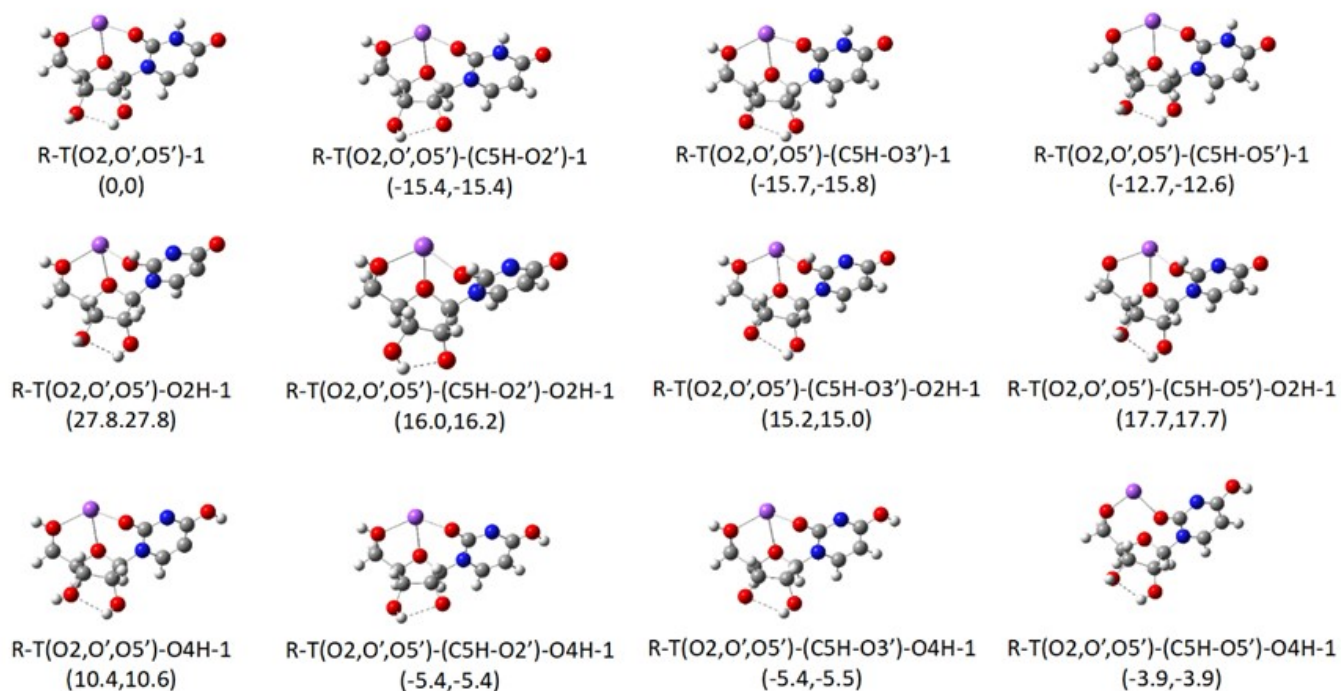 R-T(O2,O’,O5’)-1
(0,0)
R-T(O2,O’,O5’)-(C5H-O2’)-1
(-15.4,-15.4)
R-T(O2,O’,O5’)-(C5H-O3’)-1
(-15.7,-15.8)
R-T(O2,O’,O5’)-(C5H-O5’)-1
(-12.7,-12.6)
R-T(O2,O’,O5’)-O2H-1
(27.8.27.8)
R-T(O2,O’,O5’)-(C5H-O2’)-O2H-1
(16.0,16.2)
R-T(O2,O’,O5’)-(C5H-O3’)-O2H-1
(15.2,15.0)
R-T(O2,O’,O5’)-(C5H-O5’)-O2H-1
(17.7,17.7)
R-T(O2,O’,O5’)-O4H-1
(10.4,10.6)
R-T(O2,O’,O5’)-(C5H-O2’)-O4H-1
(-5.4,-5.4)
R-T(O2,O’,O5’)-(C5H-O3’)-O4H-1
(-5.4,-5.5)
R-T(O2,O’,O5’)-(C5H-O5’)-O4H-1
(-3.9,-3.9)